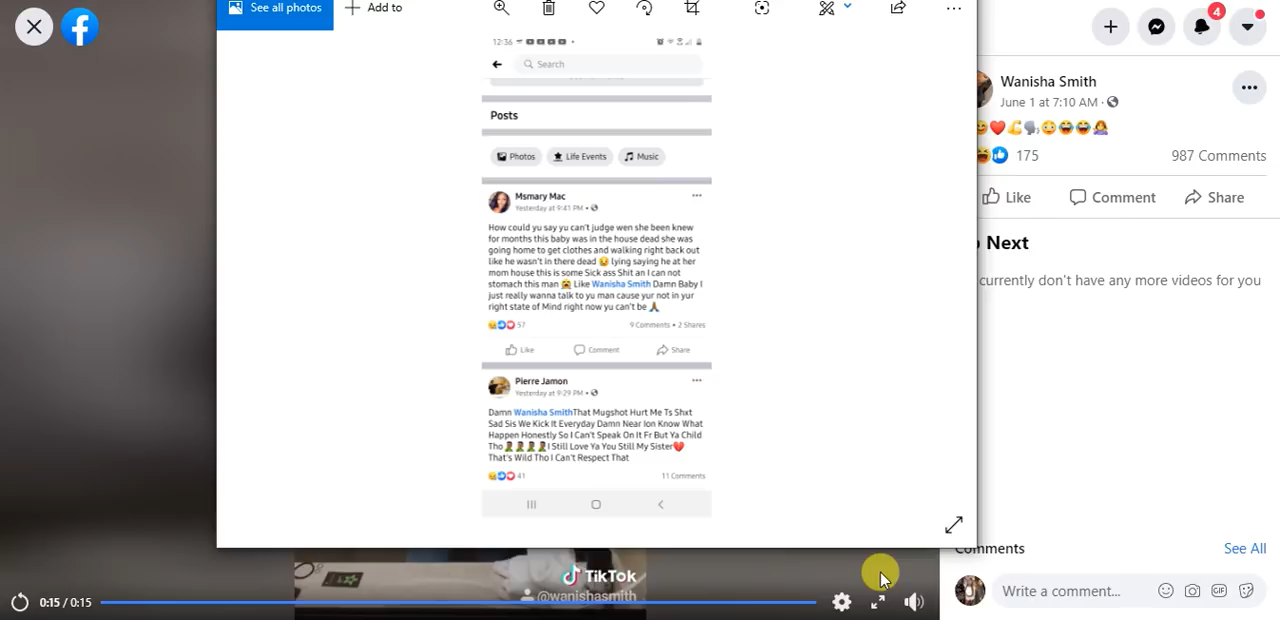 See all photos
Add to
4
12:36
Search
Posts
Photos
Life Events
Music
Msmary Mac
Yesterday at 9:41 PM •
How could yu say yu can't judge wen she been knew
for months this baby was in the house dead she was
going home to get clothes and walking right back out
like he wasn't in there dead 😢 lying saying he at her
mom house this is some Sick ass Shit an I can not
stomach this man 😭 Like Wanisha Smith Damn Baby I
just really wanna talk to yu man cause yur not in yur
right state of Mind right now yu can't be 🙏
57
9 Comments • 2 Shares
Like
Comment
Share
Pierre Jamon
Yesterday at 9:29 PM •
Damn Wanisha SmithThat Mugshot Hurt Me Ts Shxt
Sad Sis We Kick It Everyday Damn Near Ion Know What
Happen Honestly So I Can't Speak On It Fr But Ya Child
Tho🤦🏾🤦🏾🤦🏾🤦🏾I Still Love Ya You Still My Sister💔
That's Wild Tho I Can't Respect That
41
11 Comments
Wanisha Smith
June 1 at 7:10 AM ·
175
987 Comments
Like
Comment
Share
Next
currently don't have any more videos for you
Comments
See All
Write a comment...
GIF
TikTok
@wanishasmith
0:15 / 0:15